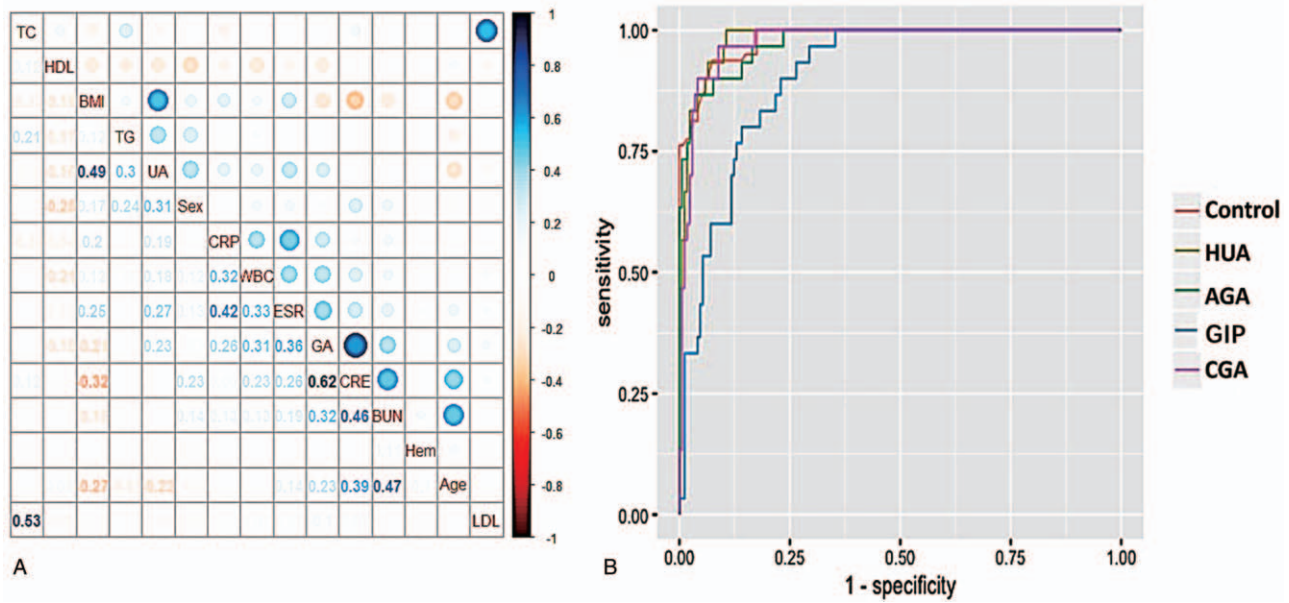 TC
HDL
BMI
0.21 TG
0.49 0.3 UA
0.17 0.24 0.31 Sex
0.2 0.19 CRP
0.32 WBC
0.25 0.27 0.42 0.33 ESR
0.23 0.26 0.31 0.36 GA
-0.32 0.23 0.23 0.26 0.62 CRE
0.19 0.32 0.46 BUN
Hem
-0.27 0.14 0.23 0.39 0.47 Age
0.53 LDL
1
0.8
0.6
0.4
0.2
0
-0.2
-0.4
-0.6
-0.8
-1
A
1.00
0.75
0.50
0.25
0.00
sensitivity
0.00 0.25 0.50 0.75 1.00
1 - specificity
B
Control
HUA
AGA
GIP
CGA